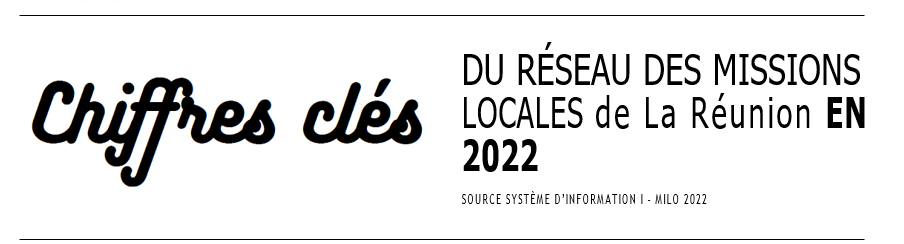 Chiffres clés
DU RÉSEAU DES MISSIONS
LOCALES de La Réunion EN
2022
SOURCE SYSTÈME D'INFORMATION I - MILO 2022